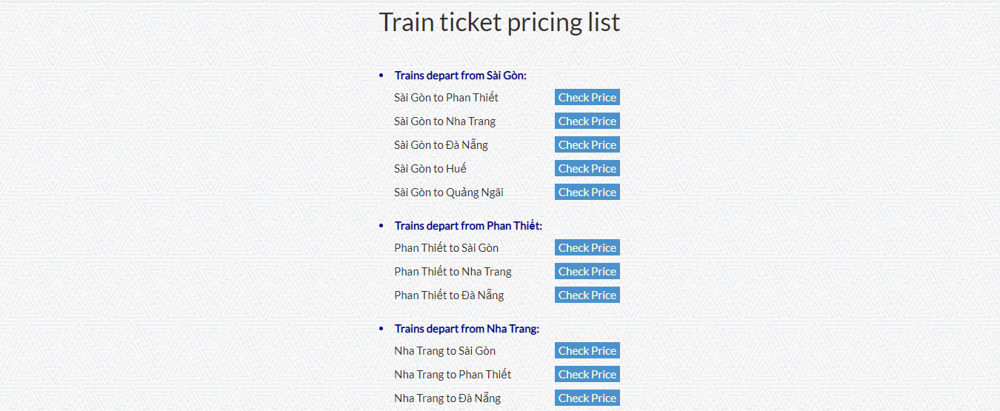 Train ticket pricing list
• Trains depart from Sài Gòn:
Sài Gòn to Phan Thiết Check Price
Sài Gòn to Nha Trang Check Price
Sài Gòn to Đà Nẵng Check Price
Sài Gòn to Huế Check Price
Sài Gòn to Quảng Ngãi Check Price
• Trains depart from Phan Thiết:
Phan Thiết to Sài Gòn Check Price
Phan Thiết to Nha Trang Check Price
Phan Thiết to Đà Nẵng Check Price
• Trains depart from Nha Trang:
Nha Trang to Sài Gòn Check Price
Nha Trang to Phan Thiết Check Price
Nha Trang to Đà Nẵng Check Price